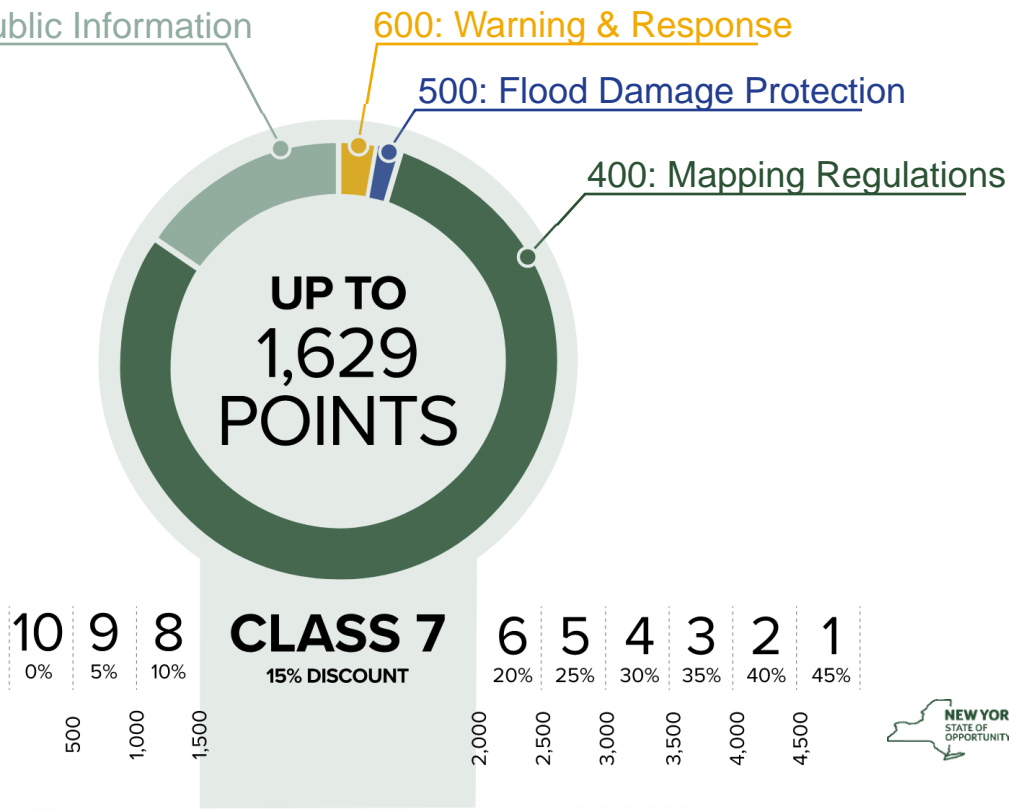 ublic Information
600: Warning & Response
500: Flood Damage Protection
400: Mapping Regulations
UP TO
1,629
POINTS
10 9 8 CLASS 7 6 5 4 3 2 1
0% 5% 10% 15% DISCOUNT 20% 25% 30% 35% 40% 45%
500 1,000 1,500 2,000 2,500 3,000 3,500 4,000 4,500
NEW YOR
STATE OF
OPPORTUNITY